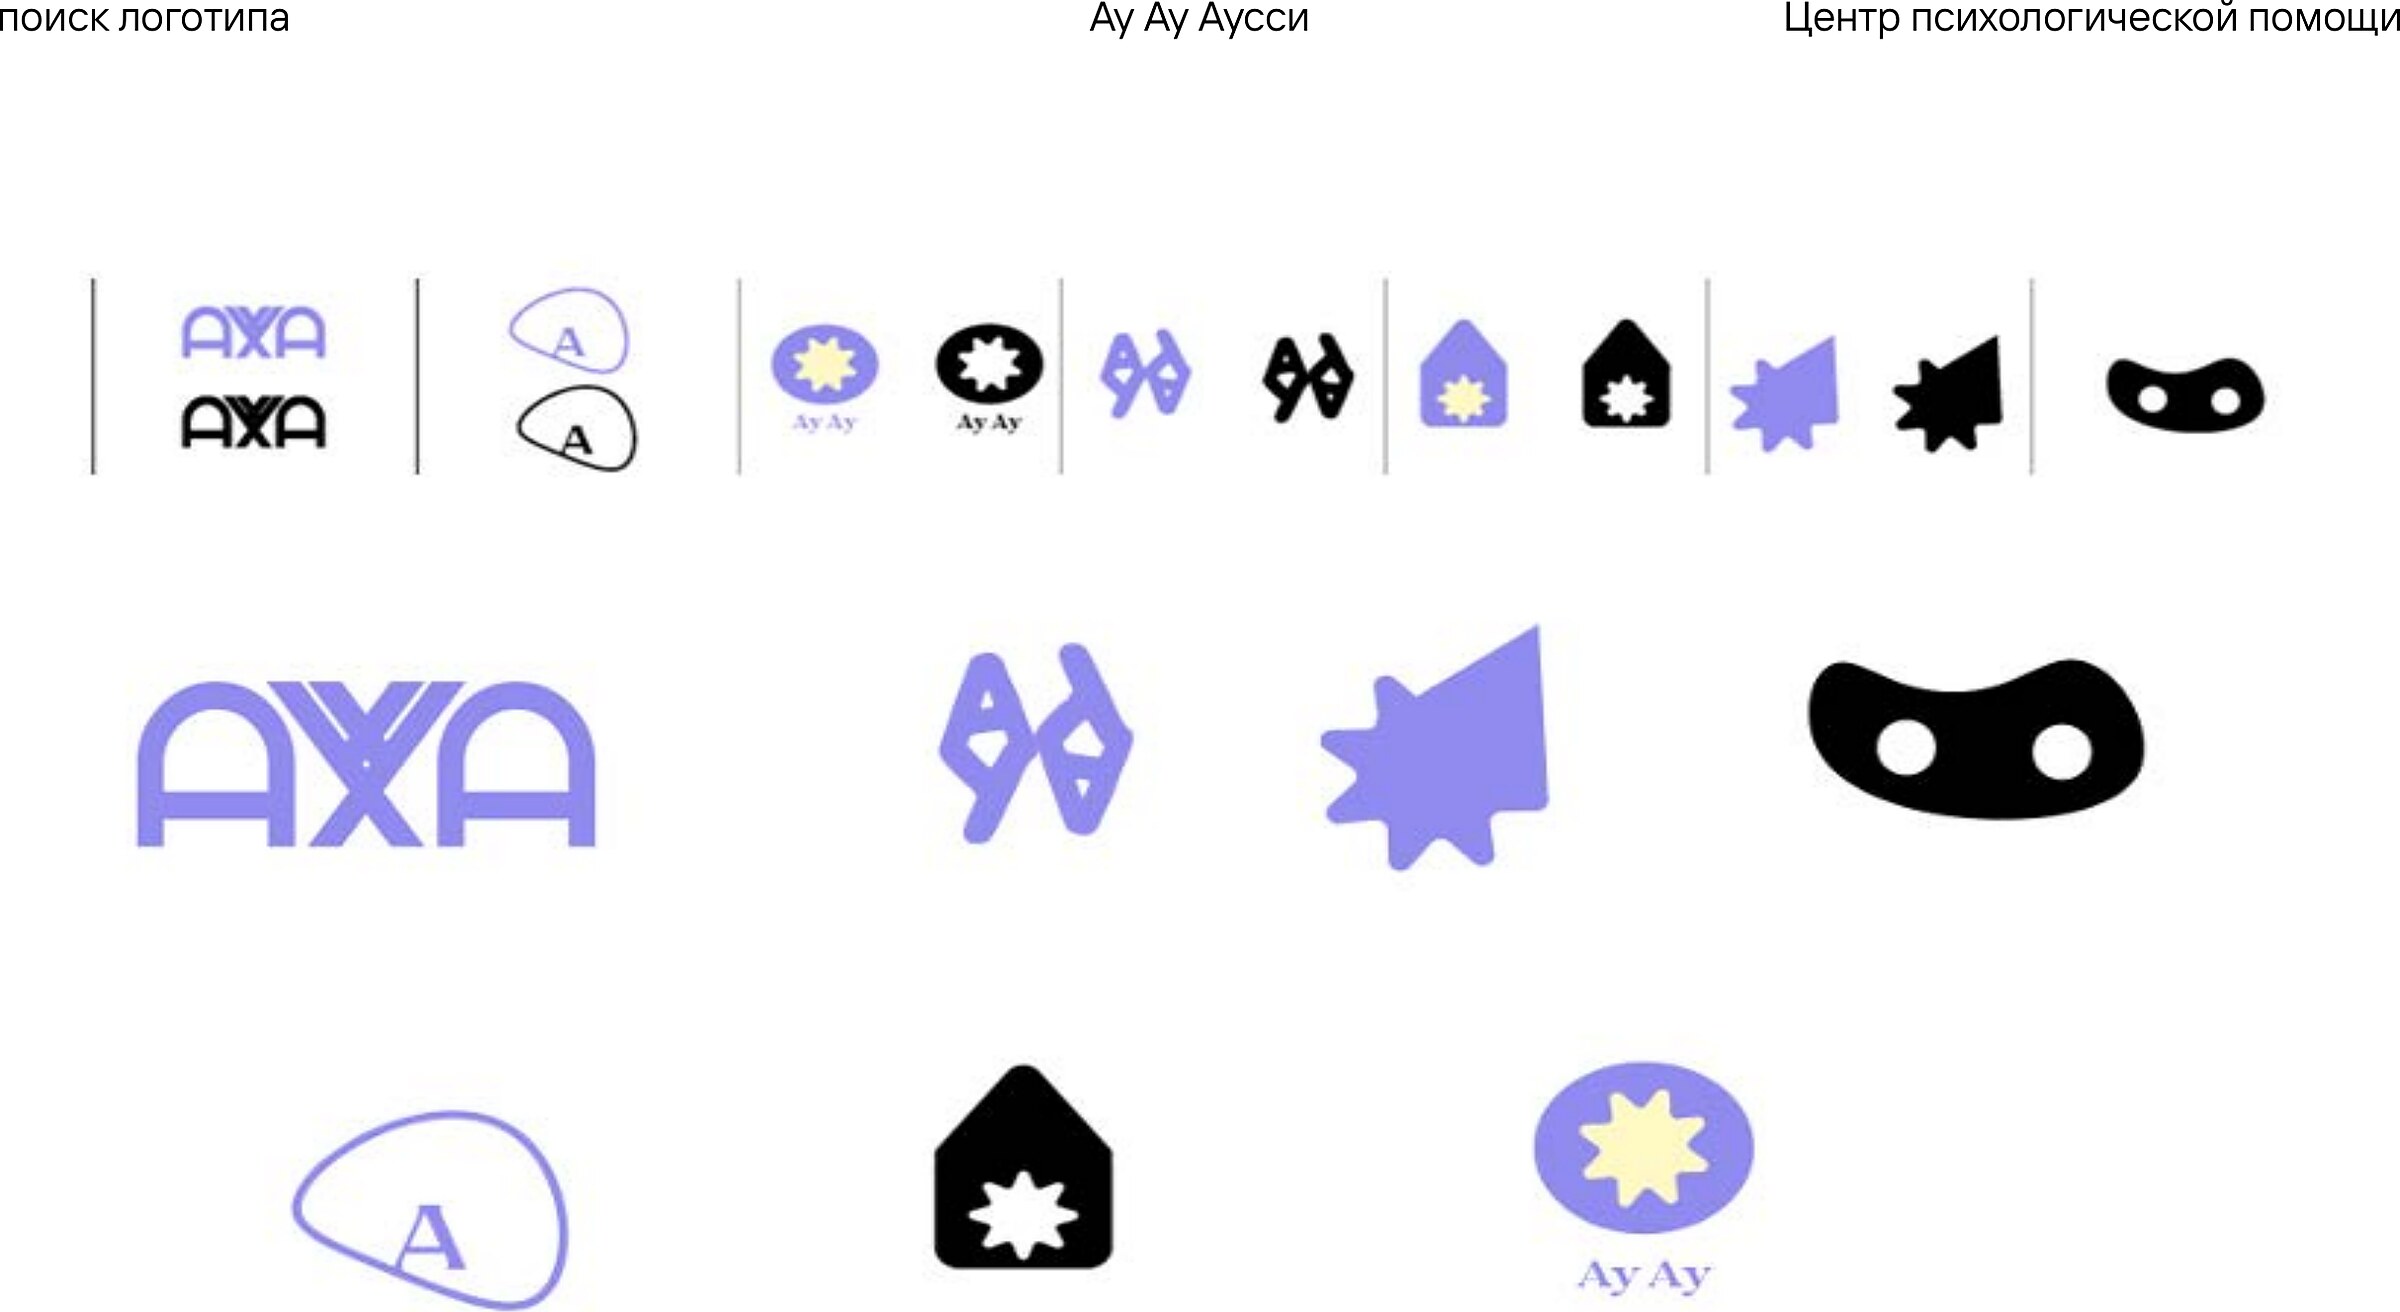 поиск логотипа
Ау Ау Аусси
Центр психологической помощи
АХА
А
Ау Ау
Ау Ау
АХА
А
АХА
А
Ау Ау